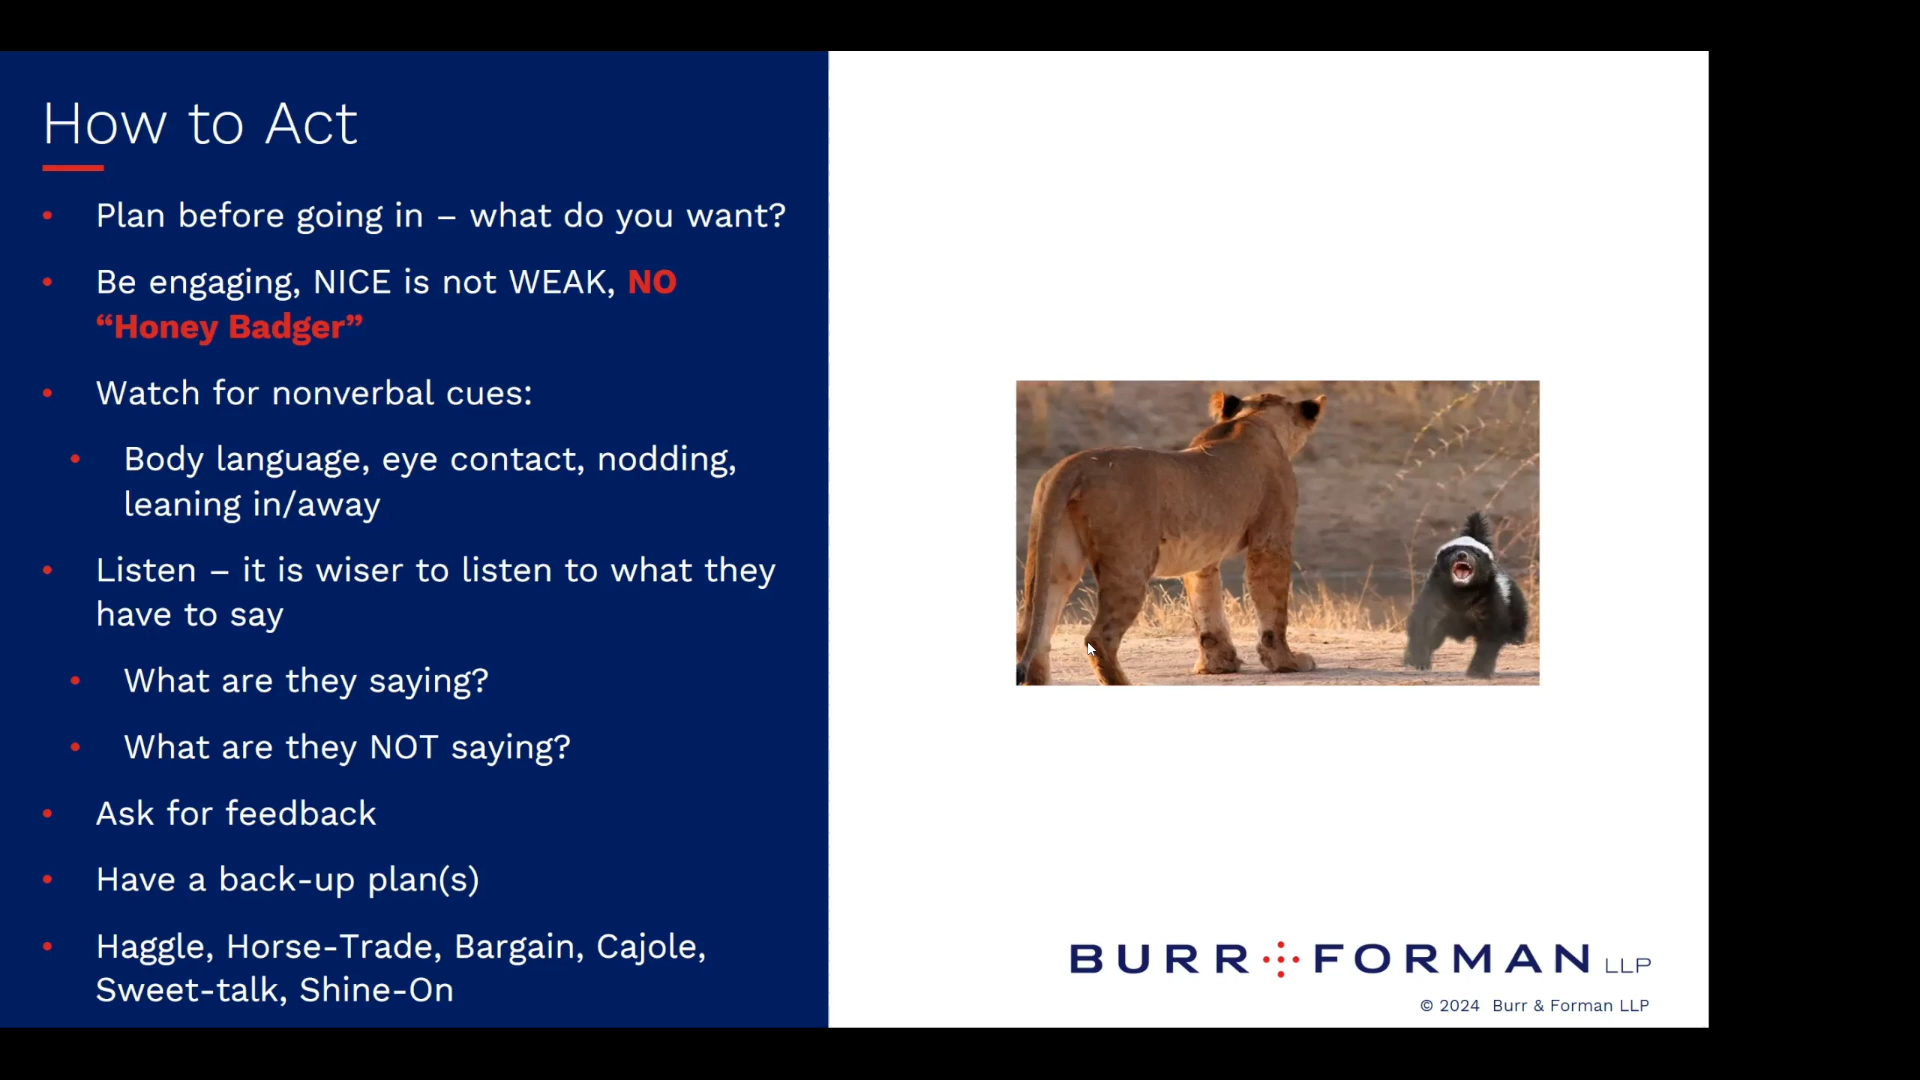 How to Act
• Plan before going in – what do you want?
• Be engaging, NICE is not WEAK, NO
“Honey Badger”
• Watch for nonverbal cues:
• Body language, eye contact, nodding,
leaning in/away
• Listen – it is wiser to listen to what they
have to say
• What are they saying?
• What are they NOT saying?
• Ask for feedback
• Have a back-up plan(s)
• Haggle, Horse-Trade, Bargain, Cajole,
Sweet-talk, Shine-On
BURR FORMAN LLP
© 2024 Burr & Forman LLP